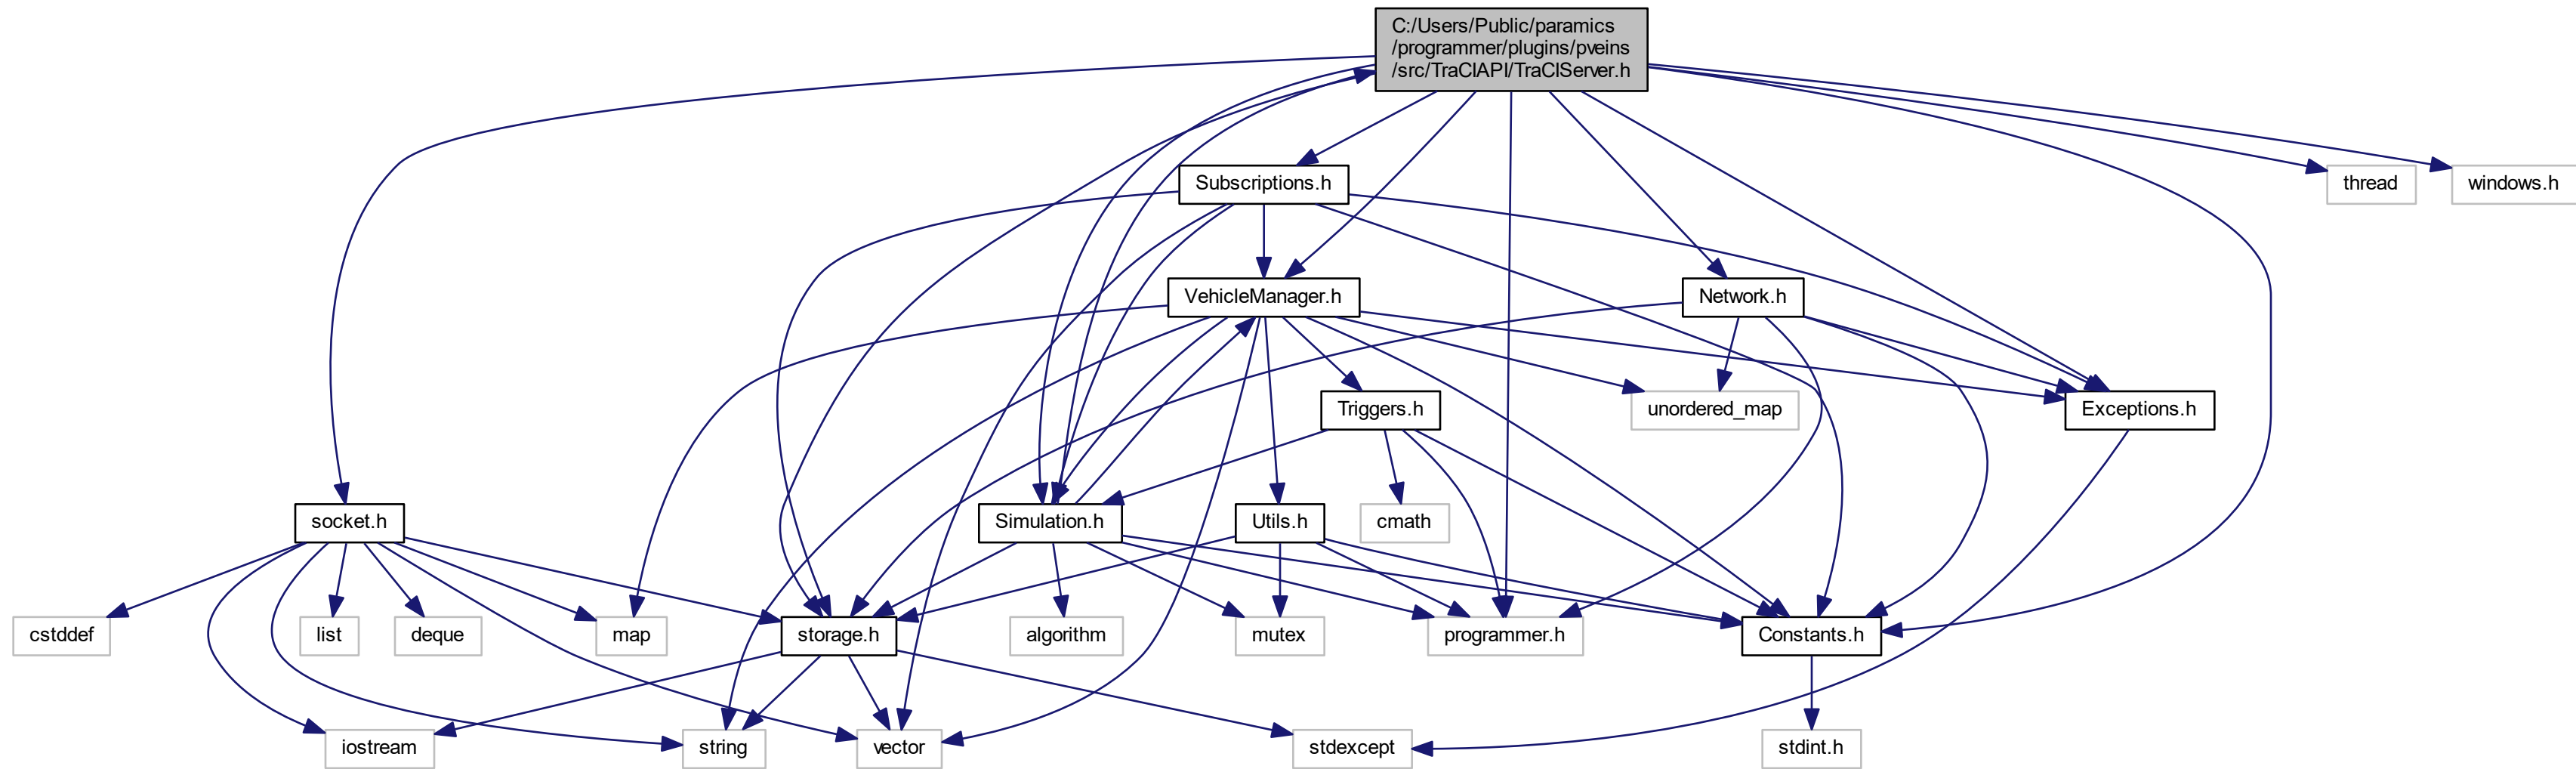 C:/Users/Public/paramics
/programmer/plugins/pveins
/src/TraCIAPI/TraCIServer.h
Subscriptions.h
thread
windows.h
VehicleManager.h
Network.h
Triggers.h
unordered_map
Exceptions.h
socket.h
Simulation.h
Utils.h
cmath
cstddef
list
deque
map
storage.h
algorithm
mutex
programmer.h
Constants.h
iostream
string
vector
stdexcept
stdint.h